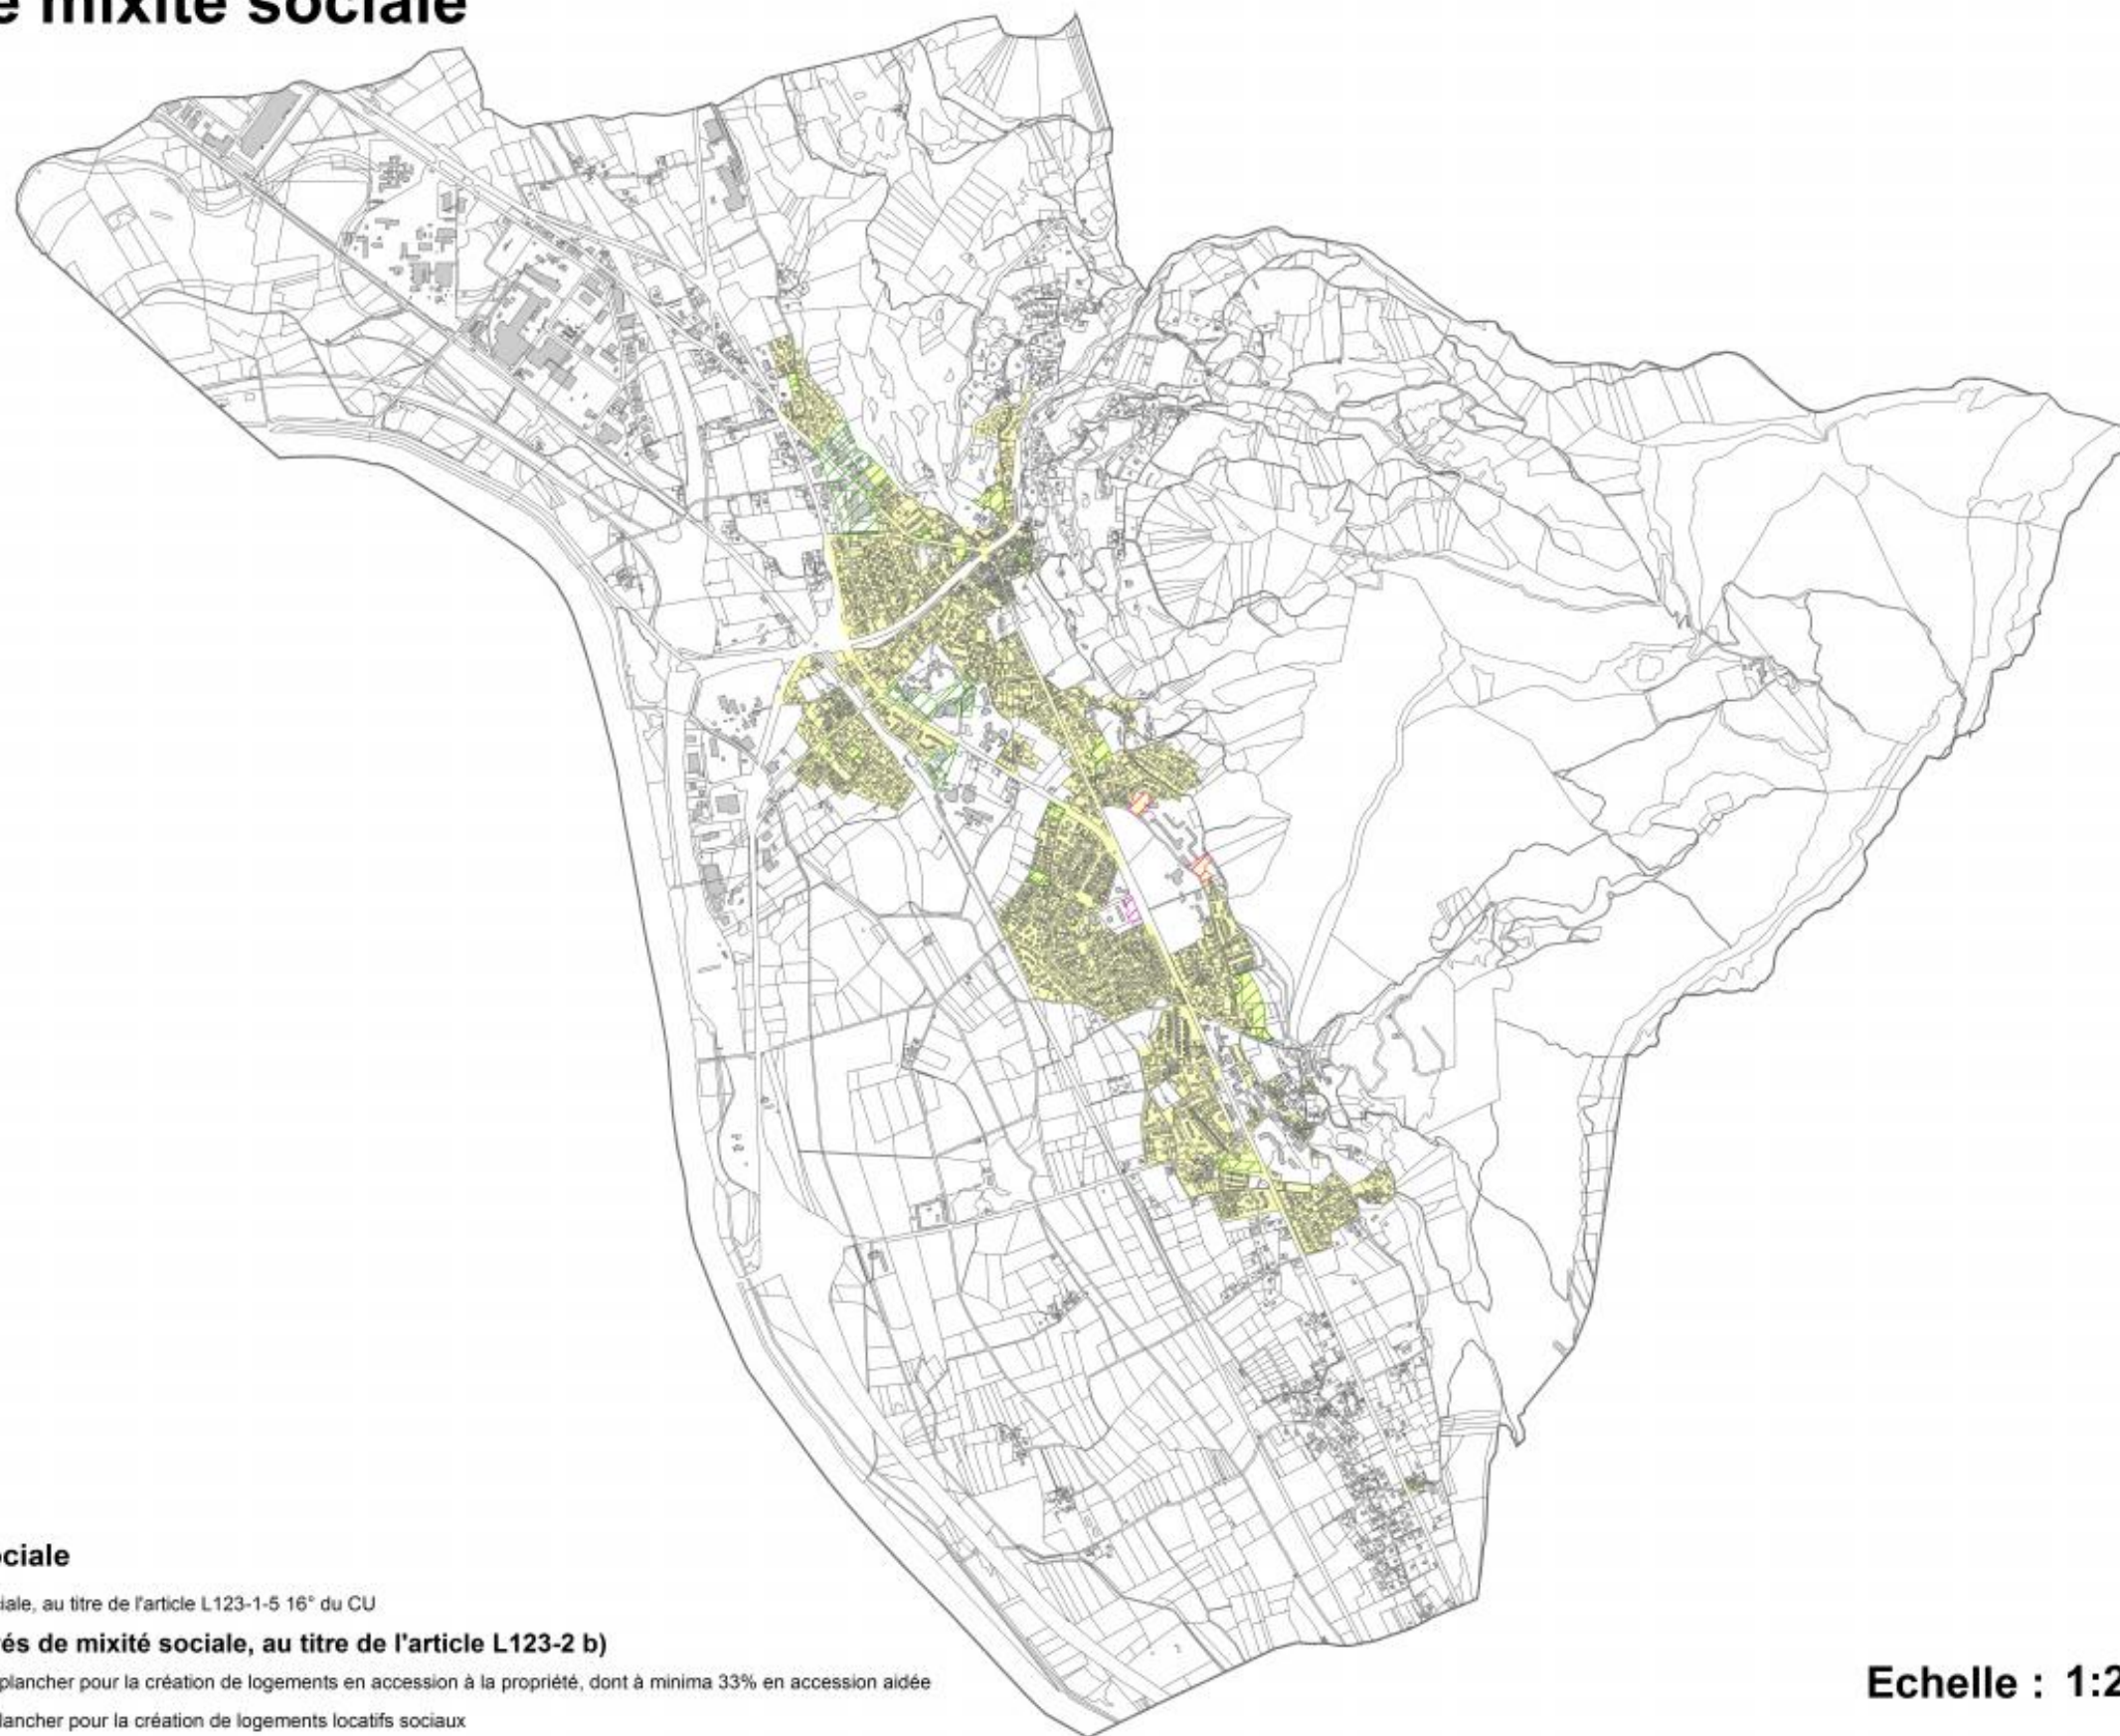 e mixité sociale
ociale
iale, au titre de l'article L123-1-5 16° du CU
és de mixité sociale, au titre de l'article L123-2 b)
plancher pour la création de logements en accession à la propriété, dont à minima 33% en accession aidée
lancher pour la création de logements locatifs sociaux
Echelle : 1:2